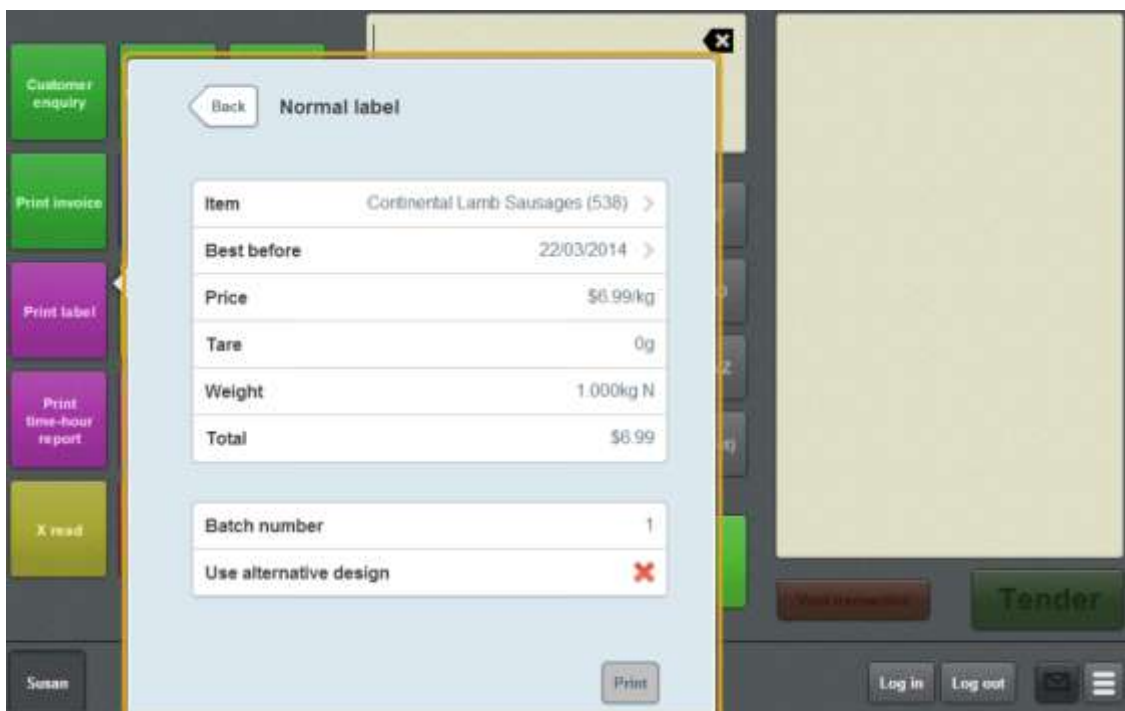 Customer
enquiry
Print invoice
Print label
Print
time-hour
report
X read
Susan
Back
Normal label
Item
Continental Lamb Sausages (538)
Best before
22/03/2014
Price
$6.99/kg
Tare
0g
Weight
1.000kg N
Total
$6.99
Batch number
1
Use alternative design
Print
Void transaction
Tender
Log in
Log out